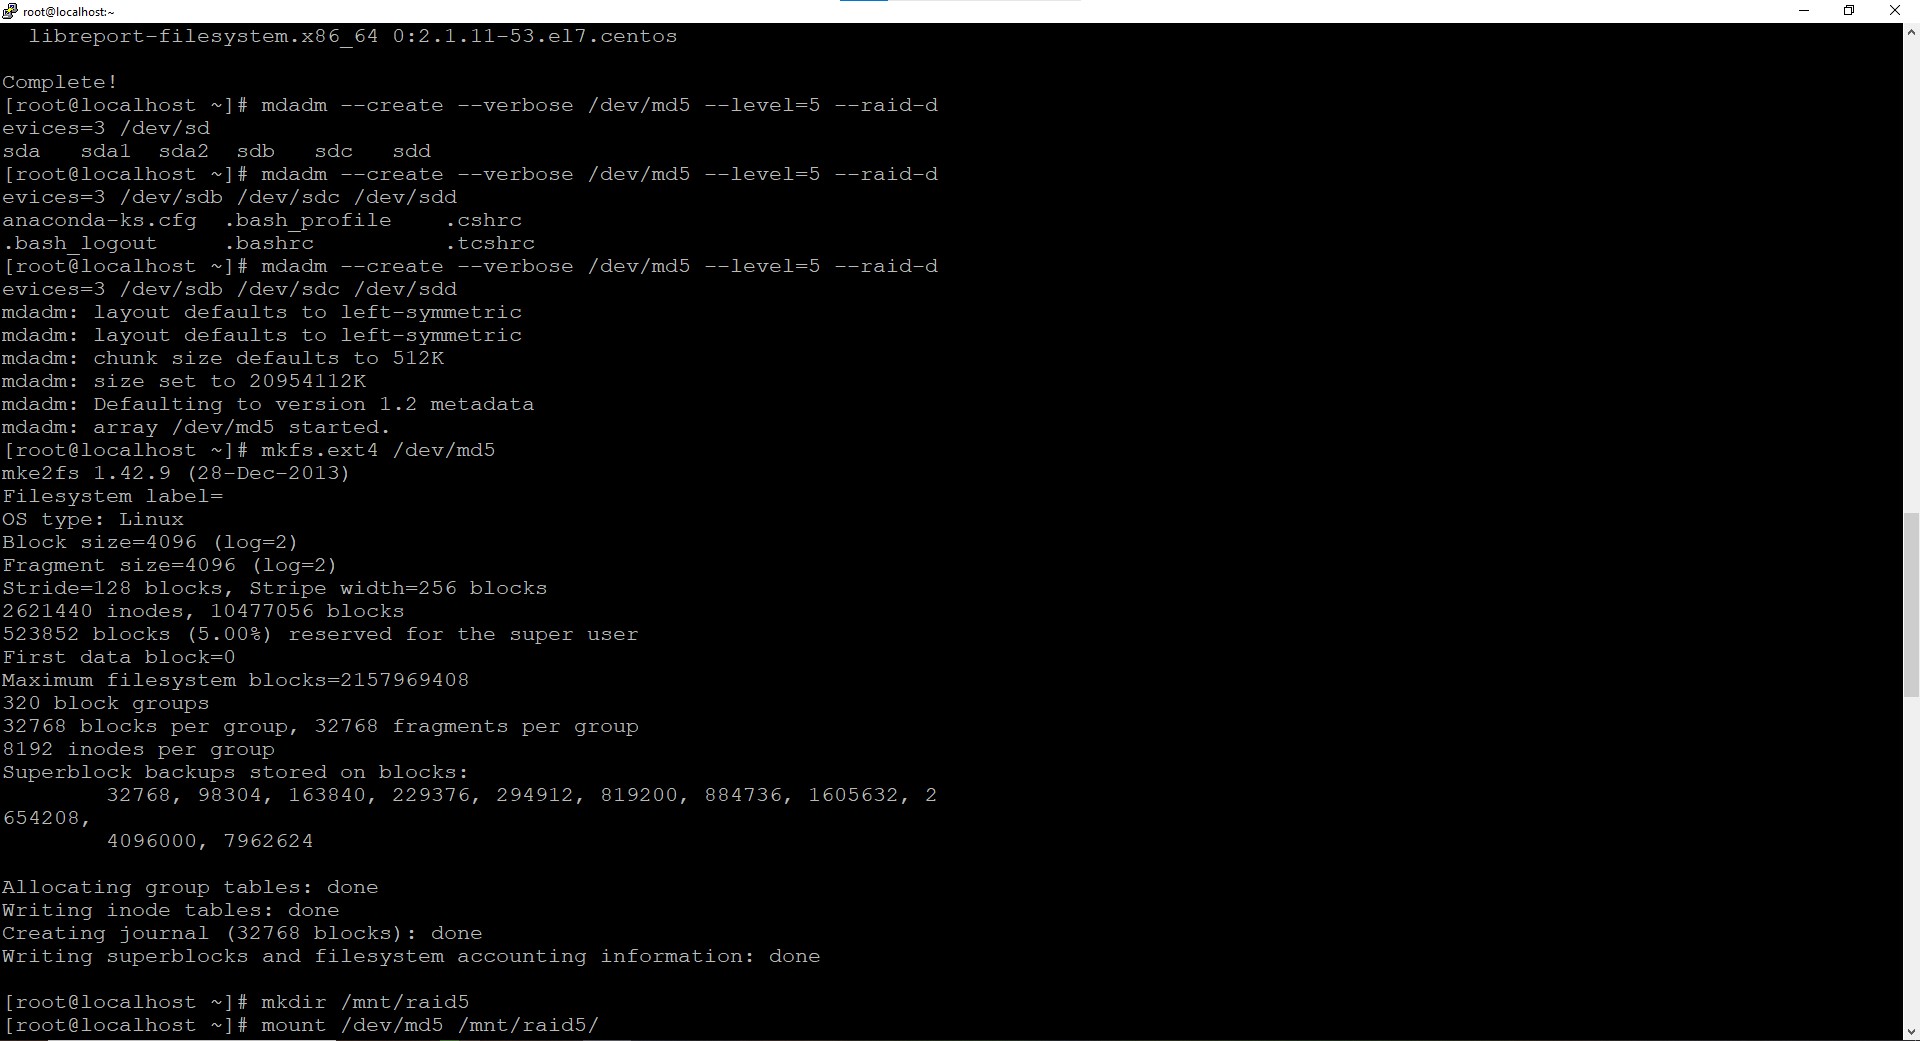 root@localhost:~
libreport-filesystem.x86_64 0:2.1.11-53.el7.centos
Complete!
[root@localhost ~]# mdadm --create --verbose /dev/md5 --level=5 --raid-d
evices=3 /dev/sd
sda   sda1  sda2  sdb   sdc   sdd
[root@localhost ~]# mdadm --create --verbose /dev/md5 --level=5 --raid-d
evices=3 /dev/sdb /dev/sdc /dev/sdd
anaconda-ks.cfg  .bash_profile    .cshrc
.bash_logout     .bashrc          .tcshrc
[root@localhost ~]# mdadm --create --verbose /dev/md5 --level=5 --raid-d
evices=3 /dev/sdb /dev/sdc /dev/sdd
mdadm: layout defaults to left-symmetric
mdadm: layout defaults to left-symmetric
mdadm: chunk size defaults to 512K
mdadm: size set to 20954112K
mdadm: Defaulting to version 1.2 metadata
mdadm: array /dev/md5 started.
[root@localhost ~]# mkfs.ext4 /dev/md5
mke2fs 1.42.9 (28-Dec-2013)
Filesystem label=
OS type: Linux
Block size=4096 (log=2)
Fragment size=4096 (log=2)
Stride=128 blocks, Stripe width=256 blocks
2621440 inodes, 10477056 blocks
523852 blocks (5.00%) reserved for the super user
First data block=0
Maximum filesystem blocks=2157969408
320 block groups
32768 blocks per group, 32768 fragments per group
8192 inodes per group
Superblock backups stored on blocks:
32768, 98304, 163840, 229376, 294912, 819200, 884736, 1605632, 2
654208,
4096000, 7962624
Allocating group tables: done
Writing inode tables: done
Creating journal (32768 blocks): done
Writing superblocks and filesystem accounting information: done
[root@localhost ~]# mkdir /mnt/raid5
[root@localhost ~]# mount /dev/md5 /mnt/raid5/